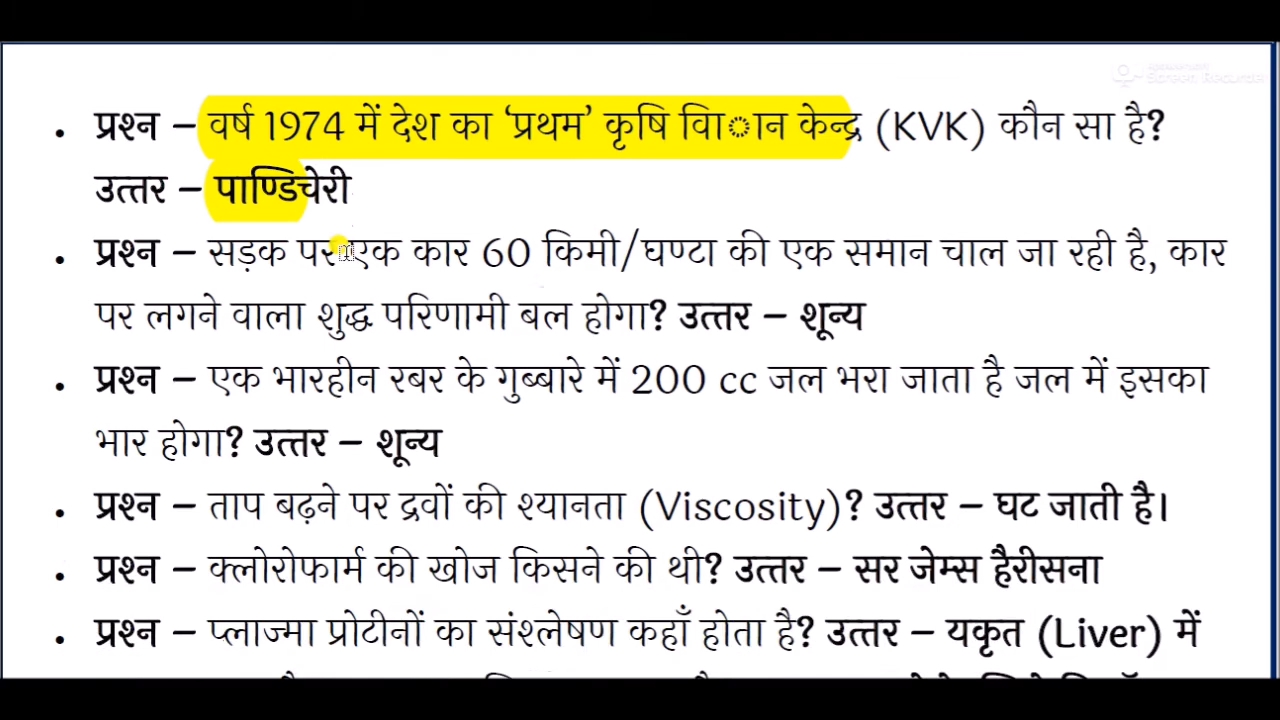 Screen Recorder
• प्रश्न – वर्ष 1974 में देश का ‘प्रथम’ कृषि विाान केन्द्र (KVK) कौन सा है?
उत्तर – पाण्डिचेरी
• प्रश्न – सड़क पर एक कार 60 किमी/घण्टा की एक समान चाल जा रही है, कार
पर लगने वाला शुद्ध परिणामी बल होगा? उत्तर – शून्य
• प्रश्न – एक भारहीन रबर के गुब्बारे में 200 cc जल भरा जाता है जल में इसका
भार होगा? उत्तर – शून्य
• प्रश्न – ताप बढ़ने पर द्रवों की श्यानता (Viscosity)? उत्तर – घट जाती है।
• प्रश्न – क्लोरोफार्म की खोज किसने की थी? उत्तर – सर जेम्स हैरीसना
• प्रश्न – प्लाज्मा प्रोटीनों का संश्लेषण कहाँ होता है? उत्तर – यकृत (Liver) में